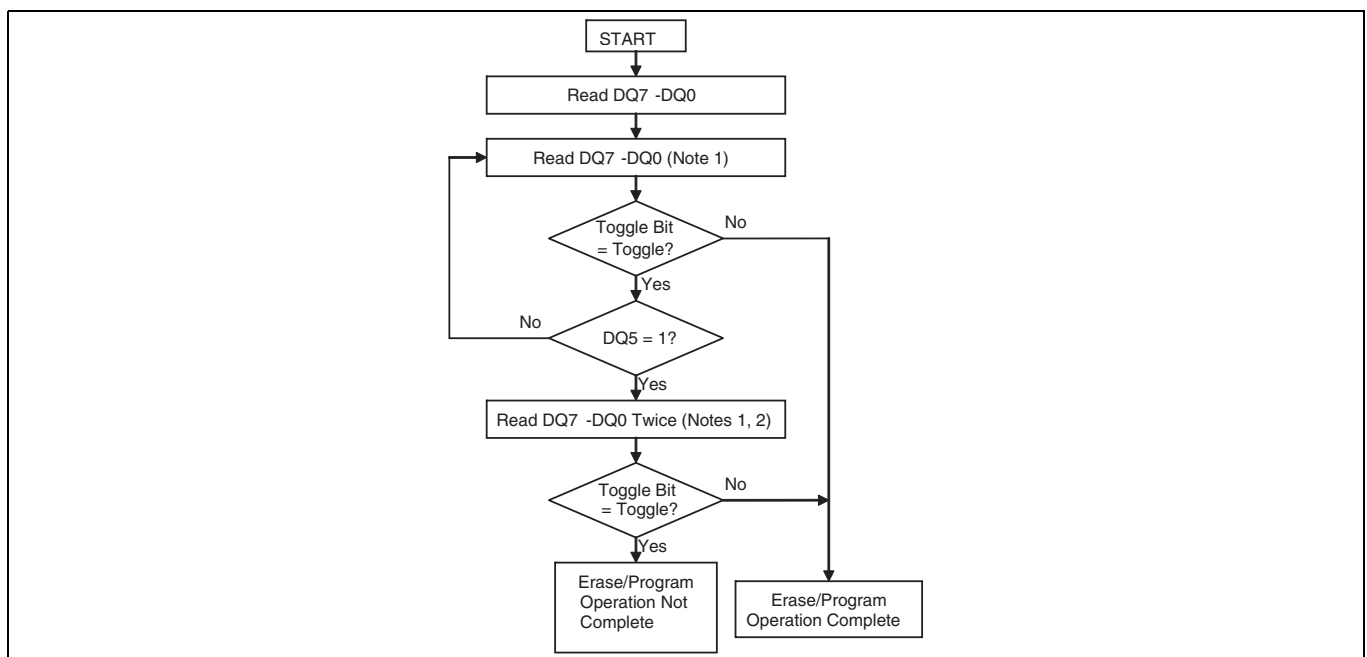 START
Read DQ7 -DQ0
Read DQ7 -DQ0 (Note 1)
Toggle Bit
= Toggle?
No
Yes
No
DQ5 = 1?
Yes
Read DQ7 -DQ0 Twice (Notes 1, 2)
Toggle Bit
= Toggle?
No
Yes
Erase/Program
Operation Not
Complete
Erase/Program
Operation Complete